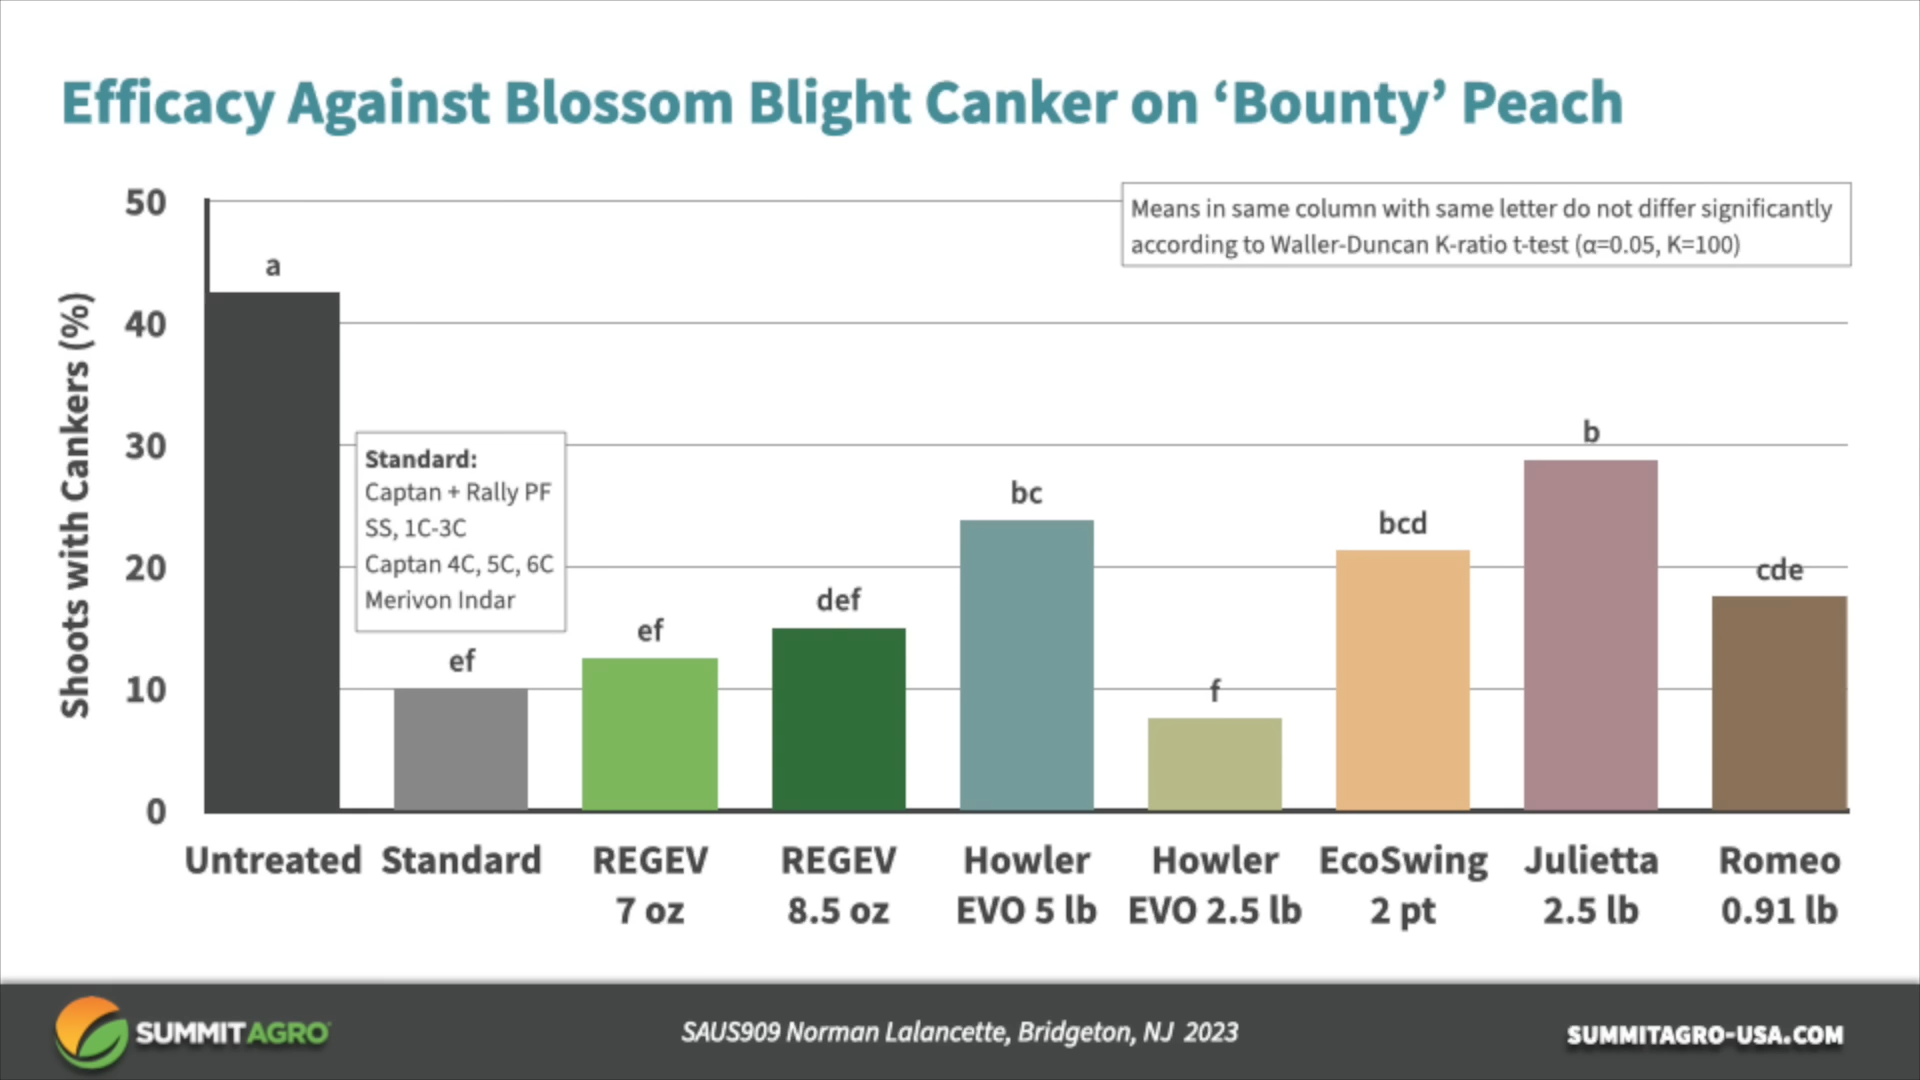 Efficacy Against Blossom Blight Canker on ‘Bounty’ Peach
Means in same column with same letter do not differ significantly
according to Waller-Duncan K-ratio t-test (α=0.05, K=100)
Shoots with Cankers (%)
50
40
30
20
10
0
Standard:
Captan + Rally PF
SS, 1C-3C
Captan 4C, 5C, 6C
Merivon Indar
a
ef
ef
def
bc
f
bcd
b
cde
Untreated
Standard
REGEV
7 oz
REGEV
8.5 oz
Howler
EVO 5 lb
Howler
EVO 2.5 lb
EcoSwing
2 pt
Julietta
2.5 lb
Romeo
0.91 lb
SUMMITAGRO
SAUS909 Norman Lalancette, Bridgeton, NJ 2023
SUMMITAGRO-USA.COM